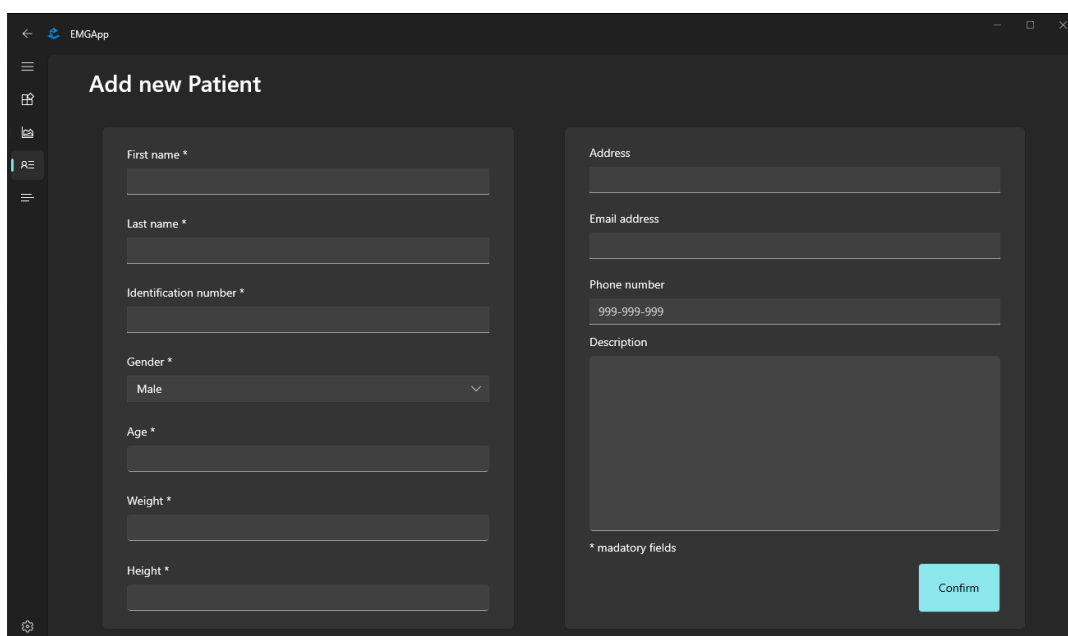 EMGApp
Add new Patient
First name *
Last name *
Identification number *
Gender *
Male
Age *
Weight *
Height *
Address
Email address
Phone number
999-999-999
Description
* madatory fields
Confirm